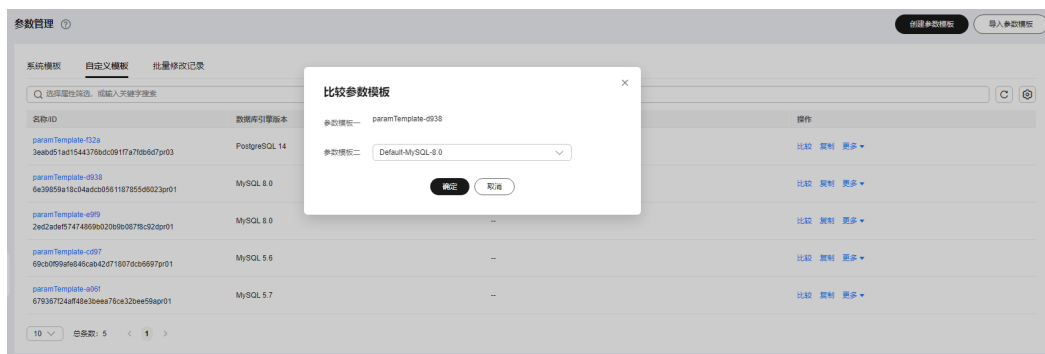 参数管理
创建参数模板
导入参数模板
系统模板 自定义模板 批量修改记录
选择属性筛选，或输入关键字搜索
名称/ID 数据库引擎版本 操作
paramTemplate-f32a
3eabd51ad1544376bdc091f7a7fdb6d7pr03
PostgreSQL 14
比较 复制 更多
paramTemplate-d938
6e39859a18c04adcb0561187855d6023pr01
MySQL 8.0
比较 复制 更多
paramTemplate-e9f9
2ed2adef57474869b020b9b087f8c92dpr01
MySQL 8.0
--
比较 复制 更多
paramTemplate-cd97
69cb0f99afe846cab42d71807dcb6697pr01
MySQL 5.6
--
比较 复制 更多
paramTemplate-a06f
679367f24aff48e3beea76ce32bee59apr01
MySQL 5.7
--
比较 复制 更多
10 总条数：5 < 1 >
比较参数模板
参数模板一 paramTemplate-d938
参数模板二 Default-MySQL-8.0
确定 取消